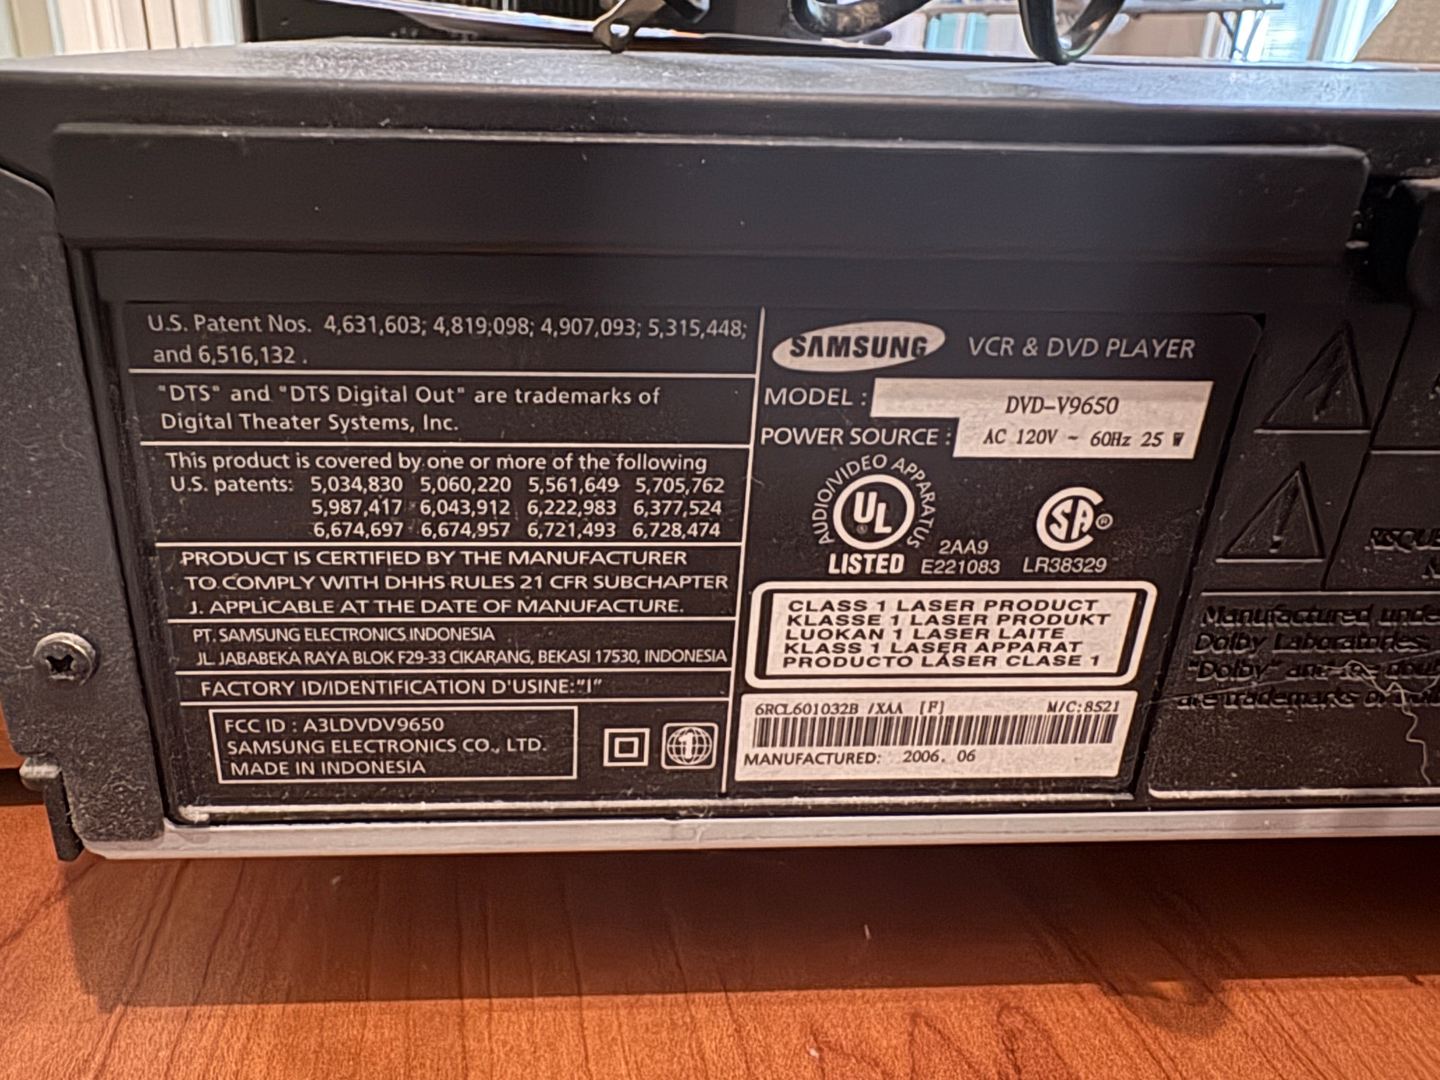 U.S. Patent Nos. 4,631,603; 4,819,098; 4,907,093; 5,315,448;
and 6,516,132 .
"DTS" and "DTS Digital Out" are trademarks of
Digital Theater Systems, Inc.
This product is covered by one or more of the following
U.S. patents: 5,034,830 5,060,220 5,561,649 5,705,762
5,987,417 6,043,912 6,222,983 6,377,524
6,674,697 6,674,957 6,721,493 6,728,474
PRODUCT IS CERTIFIED BY THE MANUFACTURER
TO COMPLY WITH DHHS RULES 21 CFR SUBCHAPTER
J. APPLICABLE AT THE DATE OF MANUFACTURE.
PT. SAMSUNG ELECTRONICS INDONESIA
JL. JABABEKA RAYA BLOK F29-33 CIKARANG, BEKASI 17530, INDONESIA
FACTORY ID/IDENTIFICATION D'USINE:"I"
FCC ID : A3LDVDV9650
SAMSUNG ELECTRONICS CO., LTD.
MADE IN INDONESIA
1
SAMSUNG VCR & DVD PLAYER
MODEL : DVD-V9650
POWER SOURCE : AC 120V ~ 60Hz 25 W
AUDIO/VIDEO APPARATUS
UL ®
LISTED
2AA9
E221083
SA ®
LR38329
CLASS 1 LASER PRODUCT
KLASSE 1 LASER PRODUKT
LUOKAN 1 LASER LAITE
KLASS 1 LASER APPARAT
PRODUCTO LÁSER CLASE 1
6RCL601032B /XAA [F] M/C:8521
MANUFACTURED: 2006. 06
Manufactured unde
Dolby Laboratories.
"Dolby" and the dou
are trademarks of